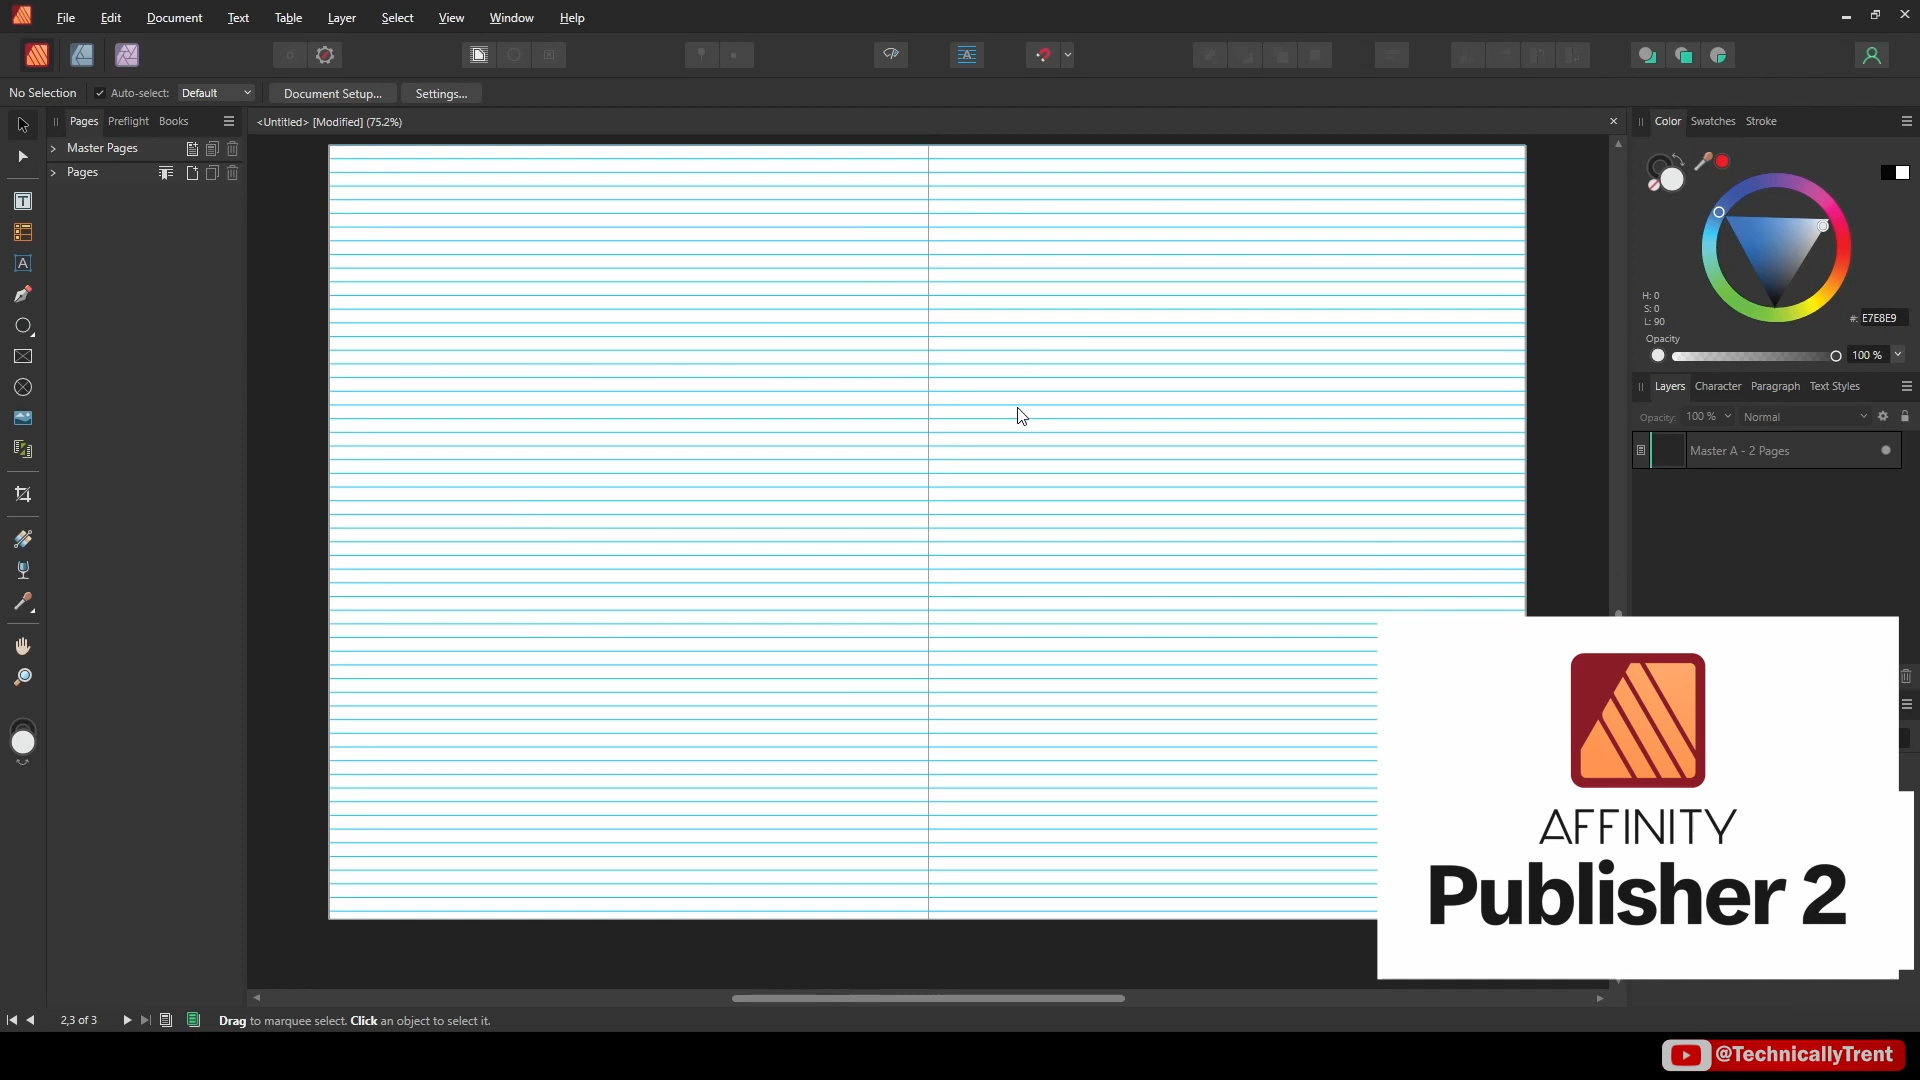 File Edit Document Text Table Layer Select View Window Help
No Selection Auto-select: Default Document Setup... Settings...
Pages Preflight Books
<Untitled> [Modified] (75.2%)
Color Swatches Stroke
Master Pages
Pages
H: 0
S: 0
L: 90
#: E7E8E9
Opacity
100 %
Layers Character Paragraph Text Styles
Opacity: 100 % Normal
Master A - 2 Pages
AFFINITY
Publisher 2
2,3 of 3 Drag to marquee select. Click an object to select it.
@TechnicallyTrent